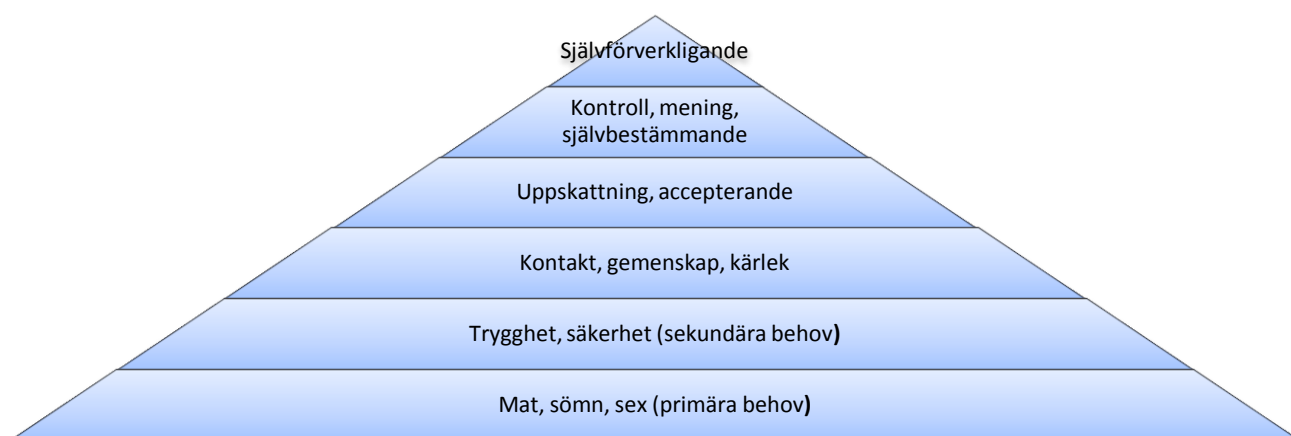 Självförverkligande
Kontroll, mening,
självbestämmande
Uppskattning, accepterande
Kontakt, gemenskap, kärlek
Trygghet, säkerhet (sekundära behov)
Mat, sömn, sex (primära behov)